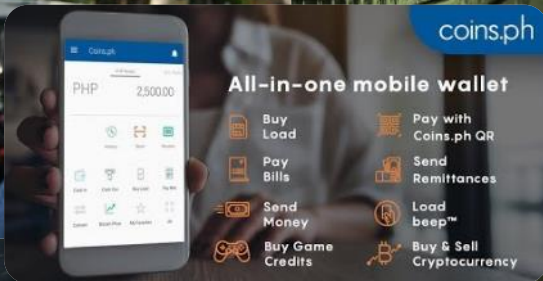 coins.ph
Coins.ph
PHP
2,500.00
All-in-one mobile wallet
Buy
Load
Pay with
Coins.ph QR
Pay
Bills
Send
Remittances
Send
Money
Load
beep™
Buy Game
Credits
Buy & Sell
Cryptocurrency